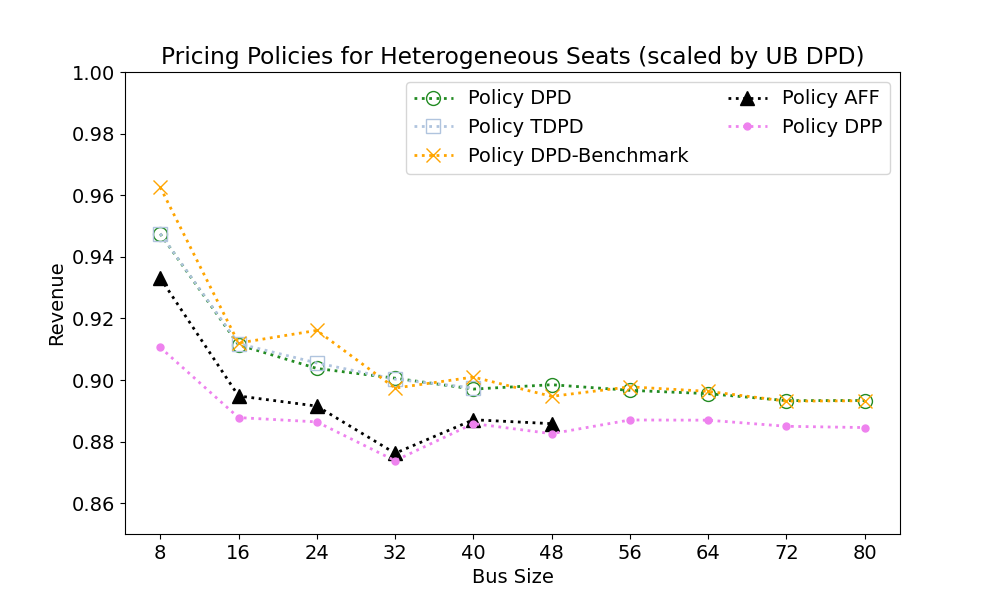 Pricing Policies for Heterogeneous Seats (scaled by UB DPD)
1.00
0.98
0.96
0.94
0.92
0.90
0.88
0.86
Revenue
Policy DPD
Policy TDPD
Policy DPD-Benchmark
Policy AFF
Policy DPP
8 16 24 32 40 48 56 64 72 80
Bus Size